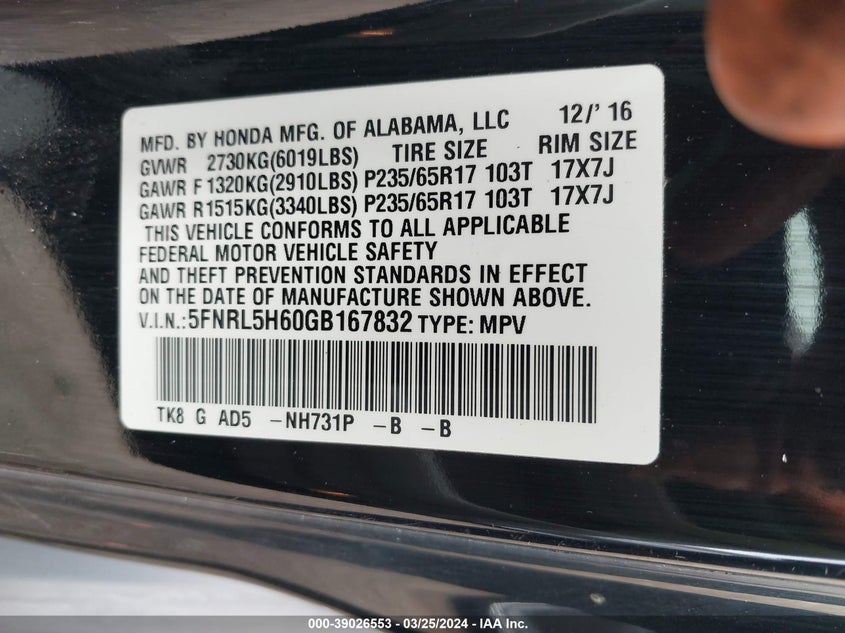 MFD. BY HONDA MFG. OF ALABAMA, LLC 12/' 16
GVWR 2730KG(6019LBS) TIRE SIZE RIM SIZE
GAWR F 1320KG(2910LBS) P235/65R17 103T 17X7J
GAWR R1515KG(3340LBS) P235/65R17 103T 17X7J
THIS VEHICLE CONFORMS TO ALL APPLICABLE
FEDERAL MOTOR VEHICLE SAFETY
AND THEFT PREVENTION STANDARDS IN EFFECT
ON THE DATE OF MANUFACTURE SHOWN ABOVE.
V.I.N.:5FNRL5H60GB167832 TYPE: MPV
TK8 G AD5 -NH731P -B -B
000-39026553 - 03/25/2024 - IAA Inc.